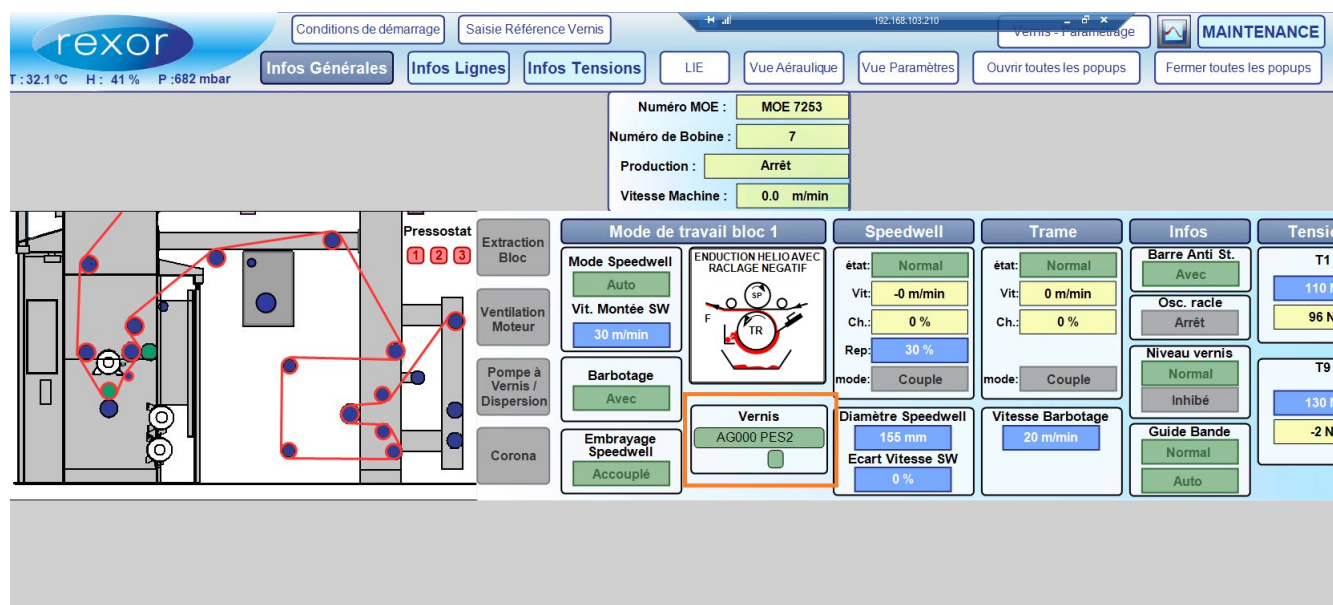 rexor
T : 32.1 °C H : 41 % P :682 mbar
Conditions de démarrage
Saisie Référence Vernis
192.168.103.210
Vernis - Paramétrage
MAINTENANCE
Infos Générales
Infos Lignes
Infos Tensions
LIE
Vue Aéraulique
Vue Paramètres
Ouvrir toutes les popups
Fermer toutes les popups
Numéro MOE : MOE 7253
Numéro de Bobine : 7
Production : Arrêt
Vitesse Machine : 0.0 m/min
Pressostat
1 2 3
Extraction
Bloc
Ventilation
Moteur
Pompe à
Vernis /
Dispersion
Corona
Mode de travail bloc 1
Mode Speedwell
Auto
Vit. Montée SW
30 m/min
Barbotage
Avec
Embrayage
Speedwell
Accouplé
ENDUCTION HELIO AVEC
RACLAGE NEGATIF
SP
F
TR
Vernis
AG000 PES2
Speedwell
état: Normal
Vit: -0 m/min
Ch.: 0 %
Rep: 30 %
mode: Couple
Diamètre Speedwell
155 mm
Ecart Vitesse SW
0 %
Trame
état: Normal
Vit: 0 m/min
Ch.: 0 %
mode: Couple
Vitesse Barbotage
20 m/min
Infos
Barre Anti St.
Avec
Osc. racle
Arrêt
Niveau vernis
Normal
Inhibé
Guide Bande
Normal
Auto
T1
110
96 N
T9
130
-2 N